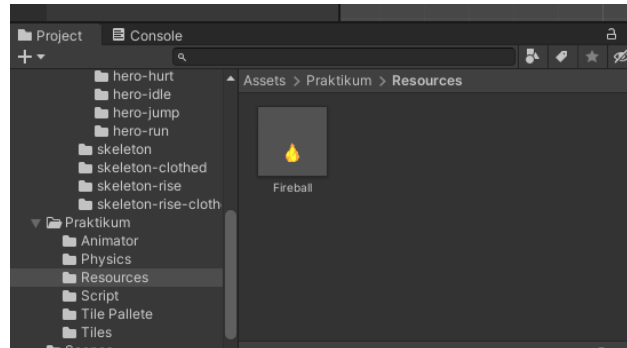 Project
Console
hero-hurt
hero-idle
hero-jump
hero-run
skeleton
skeleton-clothed
skeleton-rise
skeleton-rise-cloth
Praktikum
Animator
Physics
Resources
Script
Tile Pallete
Tiles
Assets > Praktikum > Resources
Fireball